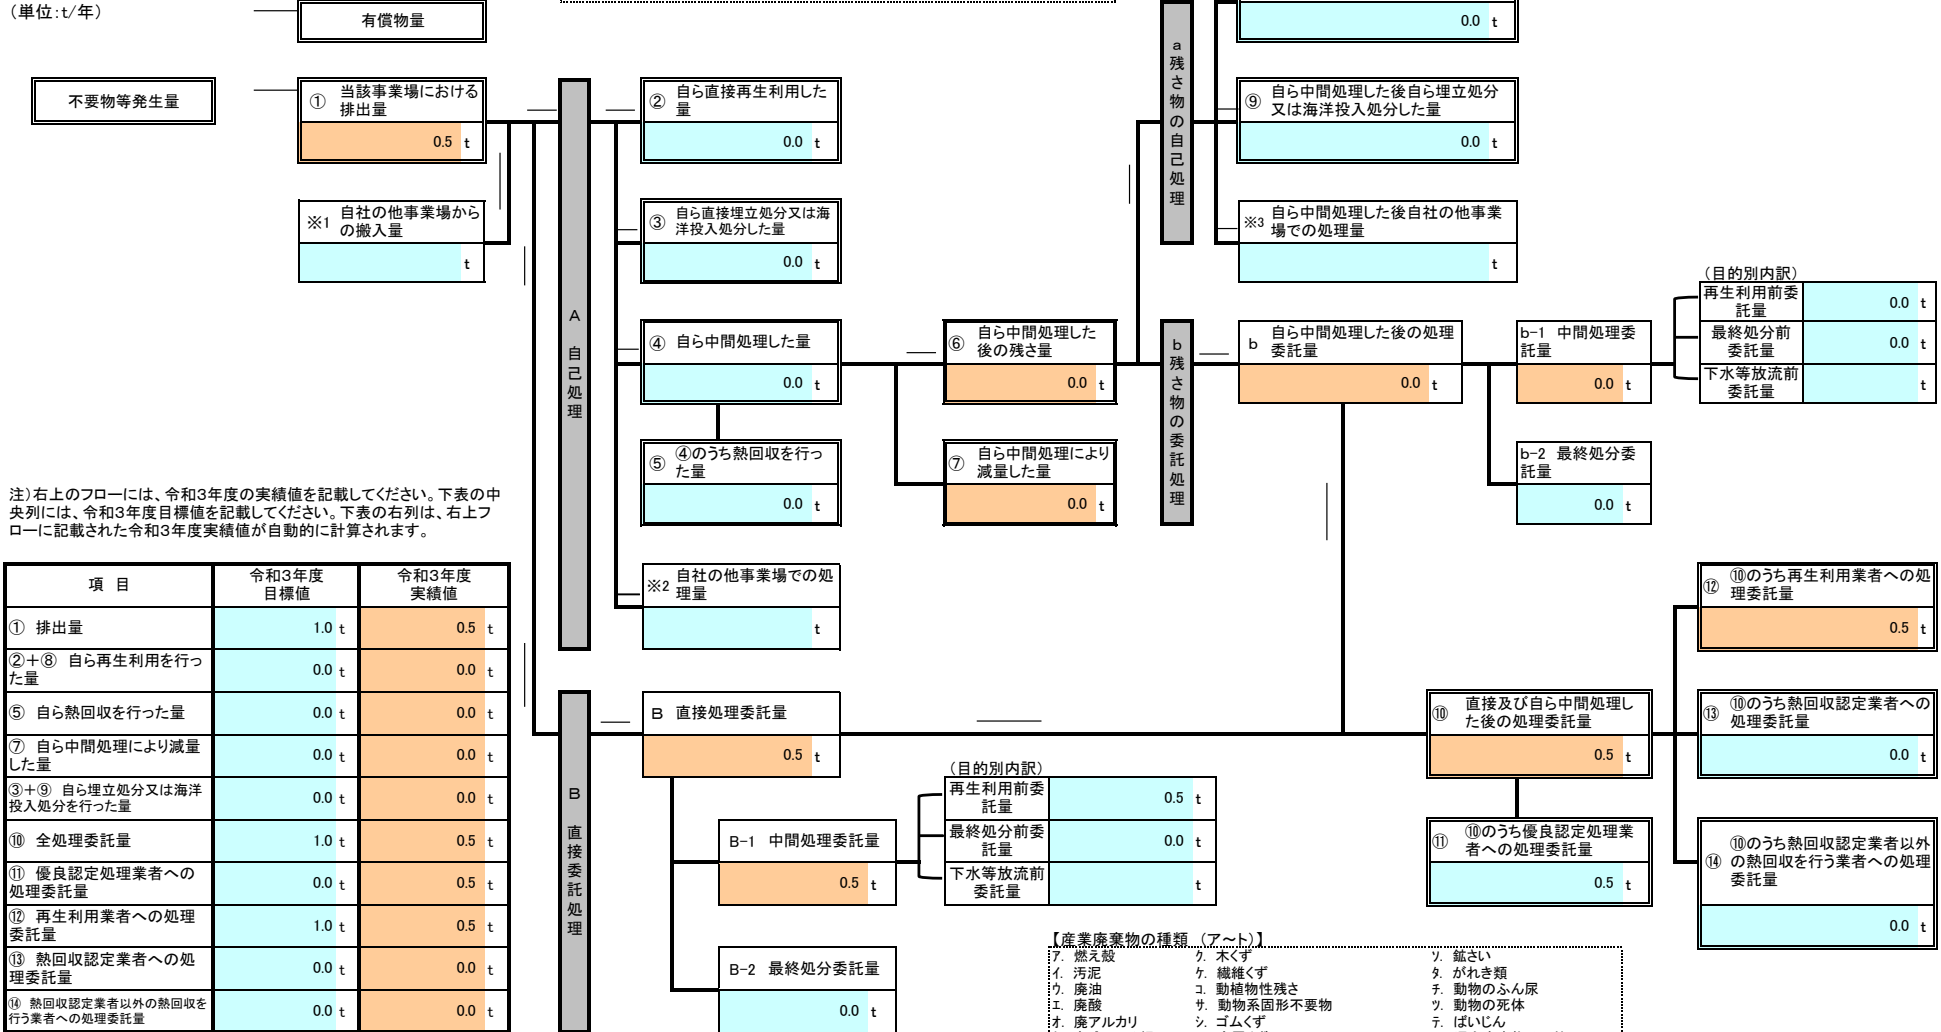 （単位：t/年）
有償物量
0.0 t
不要物等発生量
① 当該事業場における
排出量
0.5 t
※1 自社の他事業場から
の搬入量
t
A 自己処理
② 自ら直接再生利用した
量
0.0 t
③ 自ら直接埋立処分又は海
洋投入処分した量
0.0 t
④ 自ら中間処理した量
0.0 t
⑤ ④のうち熱回収を行っ
た量
0.0 t
※2 自社の他事業場での処
理量
t
⑥ 自ら中間処理した
後の残さ量
0.0 t
⑦ 自ら中間処理により
減量した量
0.0 t
a 残さ物の自己処理
⑨ 自ら中間処理した後自ら埋立処分
又は海洋投入処分した量
0.0 t
※3 自ら中間処理した後自社の他事業
場での処理量
t
b 残さ物の委託処理
b 自ら中間処理した後の処理
委託量
0.0 t
b-1 中間処理委
託量
0.0 t
b-2 最終処分委
託量
0.0 t
（目的別内訳）
再生利用前委
託量
0.0 t
最終処分前
委託量
0.0 t
下水等放流前
委託量
t
注）右上のフローには、令和3年度の実績値を記載してください。下表の中
央列には、令和3年度目標値を記載してください。下表の右列は、右上フ
ローに記載された令和3年度実績値が自動的に計算されます。
項 目 令和3年度 目標値 令和3年度 実績値
① 排出量 1.0 t 0.5 t
②＋⑧ 自ら再生利用を行っ
た量 0.0 t 0.0 t
⑤ 自ら熱回収を行った量 0.0 t 0.0 t
⑦ 自ら中間処理により減量
した量 0.0 t 0.0 t
③＋⑨ 自ら埋立処分又は海洋
投入処分を行った量 0.0 t 0.0 t
⑩ 全処理委託量 1.0 t 0.5 t
⑪ 優良認定処理業者への
処理委託量 0.0 t 0.5 t
⑫ 再生利用業者への処理
委託量 1.0 t 0.5 t
⑬ 熱回収認定業者への処
理委託量 0.0 t 0.0 t
⑭ 熱回収認定業者以外の熱回収を
行う業者への処理委託量 0.0 t 0.0 t
B 直接委託処理
B 直接処理委託量
0.5 t
B-1 中間処理委託量
0.5 t
B-2 最終処分委託量
0.0 t
（目的別内訳）
再生利用前委
託量
0.5 t
最終処分前委
託量
0.0 t
下水等放流前
委託量
t
⑩ 直接及び自ら中間処理し
た後の処理委託量
0.5 t
⑪ ⑩のうち優良認定処理業
者への処理委託量
0.5 t
⑫ ⑩のうち再生利用業者への処
理委託量
0.5 t
⑬ ⑩のうち熱回収認定業者への
処理委託量
0.0 t
⑭ ⑩のうち熱回収認定業者以外
の熱回収を行う業者への処理
委託量
0.0 t
【産業廃棄物の種類 （ア～ト）】
ア. 燃え殻 ク. 木くず ソ. 鉱さい
イ. 汚泥 ケ. 繊維くず タ. がれき類
ウ. 廃油 コ. 動植物性残さ チ. 動物のふん尿
エ. 廃酸 サ. 動物系固形不要物 ツ. 動物の死体
オ. 廃アルカリ シ. ゴムくず テ. ばいじん